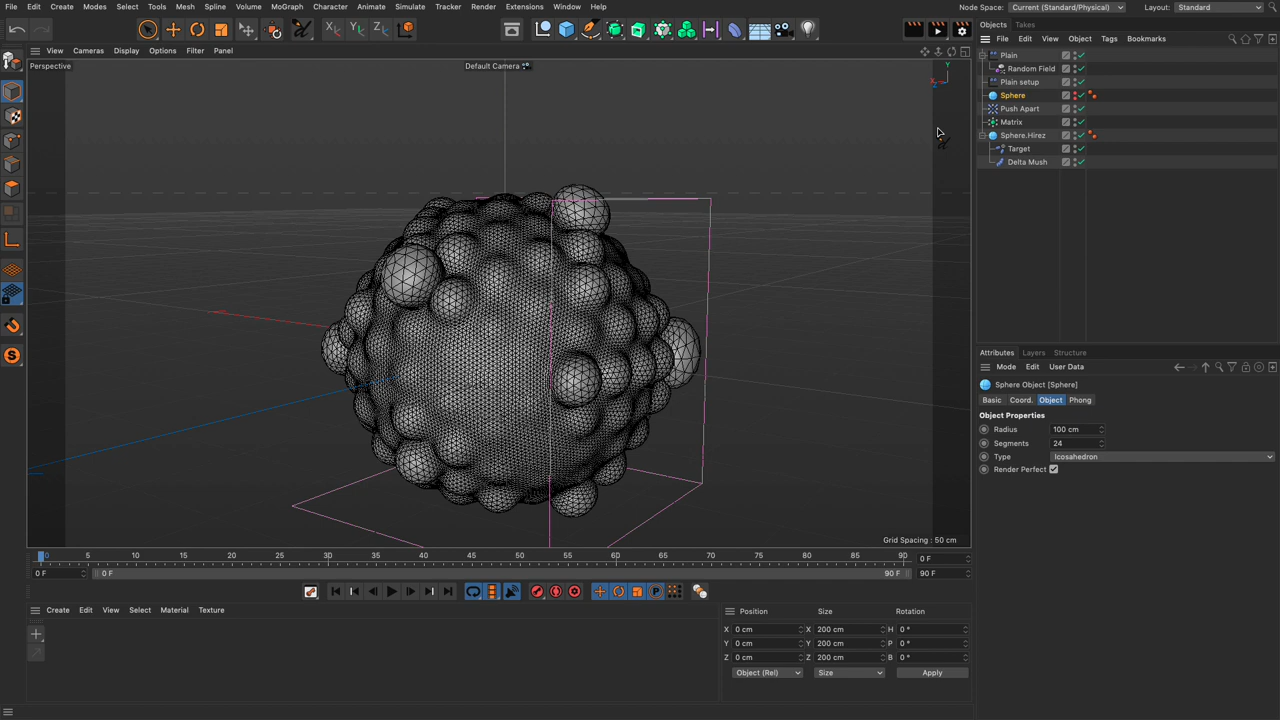 File Edit Create Modes Select Tools Mesh Spline Volume MoGraph Character Animate Simulate Tracker Render Extensions Window Help Node Space: Current (Standard/Physical) Layout: Standard
X Y Z
Objects Takes
View Cameras Display Options Filter Panel
File Edit View Object Tags Bookmarks
Perspective Default Camera
Y
X
Z
Plain
Random Field
Plain setup
Sphere
Push Apart
Matrix
Sphere.Hirez
Target
Delta Mush
Attributes Layers Structure
Mode Edit User Data
Sphere Object [Sphere]
Basic Coord. Object Phong
Object Properties
Radius 100 cm
Segments 24
Type Icosahedron
Render Perfect
Grid Spacing : 50 cm
0 5 10 15 20 25 30 35 40 45 50 55 60 65 70 75 80 85 90 0 F
0 F 0 F 90 F 90 F
P
Create Edit View Select Material Texture
Position Size Rotation
X 0 cm X 200 cm H 0 °
Y 0 cm Y 200 cm P 0 °
Z 0 cm Z 200 cm B 0 °
Object (Rel) Size Apply